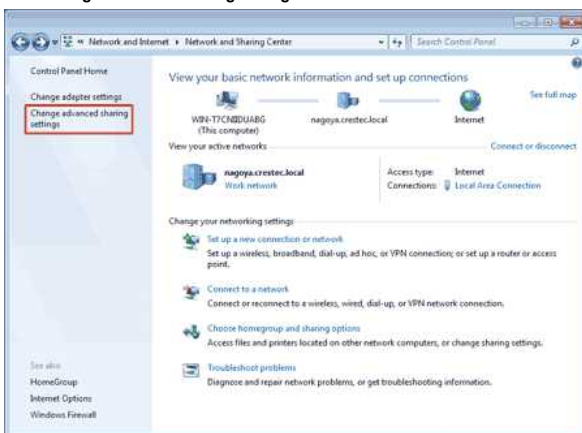 Network and Internet ▸ Network and Sharing Center
Search Control Panel
Control Panel Home
Change adapter settings
Change advanced sharing
settings
View your basic network information and set up connections
See full map
nagoya.crestec.local
Internet
(This computer)
View your active networks
Connect or disconnect
nagoya.crestec.local
Work network
Access type: Internet
Connections: Local Area Connection
Change your networking settings
Set up a new connection or network
Set up a wireless, broadband, dial-up, ad hoc, or VPN connection; or set up a router or access
point.
Connect to a network
Connect or reconnect to a wireless, wired, dial-up, or VPN network connection.
Choose homegroup and sharing options
Access files and printers located on other network computers, or change sharing settings.
Troubleshoot problems
Diagnose and repair network problems, or get troubleshooting information.
See also
HomeGroup
Internet Options
Windows Firewall